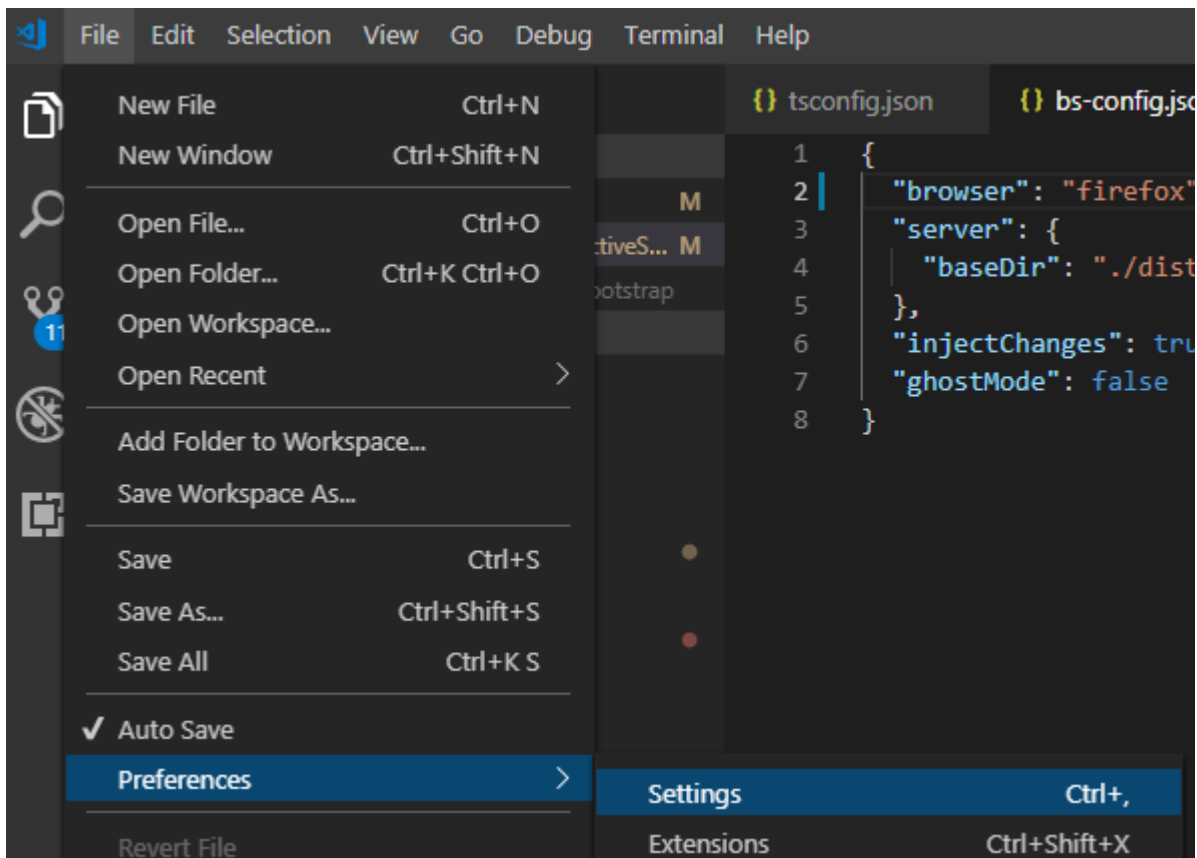 File Edit Selection View Go Debug Terminal Help
New File Ctrl+N
New Window Ctrl+Shift+N
Open File... Ctrl+O
Open Folder... Ctrl+K Ctrl+O
Open Workspace...
Open Recent
Add Folder to Workspace...
Save Workspace As...
Save Ctrl+S
Save As... Ctrl+Shift+S
Save All Ctrl+K S
Auto Save
Preferences
Revert File
Settings Ctrl+,
Extensions Ctrl+Shift+X
11
M
ctiveS... M
ootstrap
{} tsconfig.json {} bs-config.jso
1 {
2 "browser": "firefox"
3 "server": {
4 "baseDir": "./dist
5 },
6 "injectChanges": tru
7 "ghostMode": false
8 }